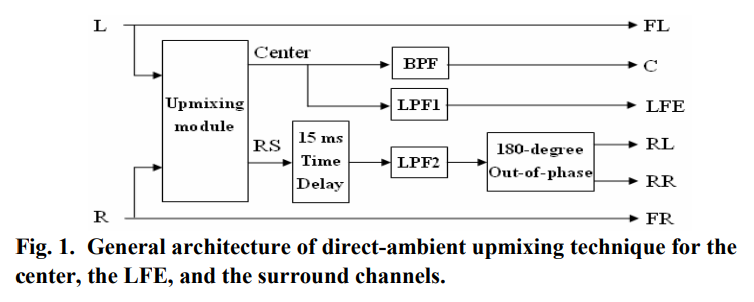 L
FL
Center
BPF
C
Upmixing
module
LPF1
LFE
RS
15 ms
Time
Delay
LPF2
180-degree
Out-of-phase
RL
RR
R
FR
Fig. 1. General architecture of direct-ambient upmixing technique for the
center, the LFE, and the surround channels.